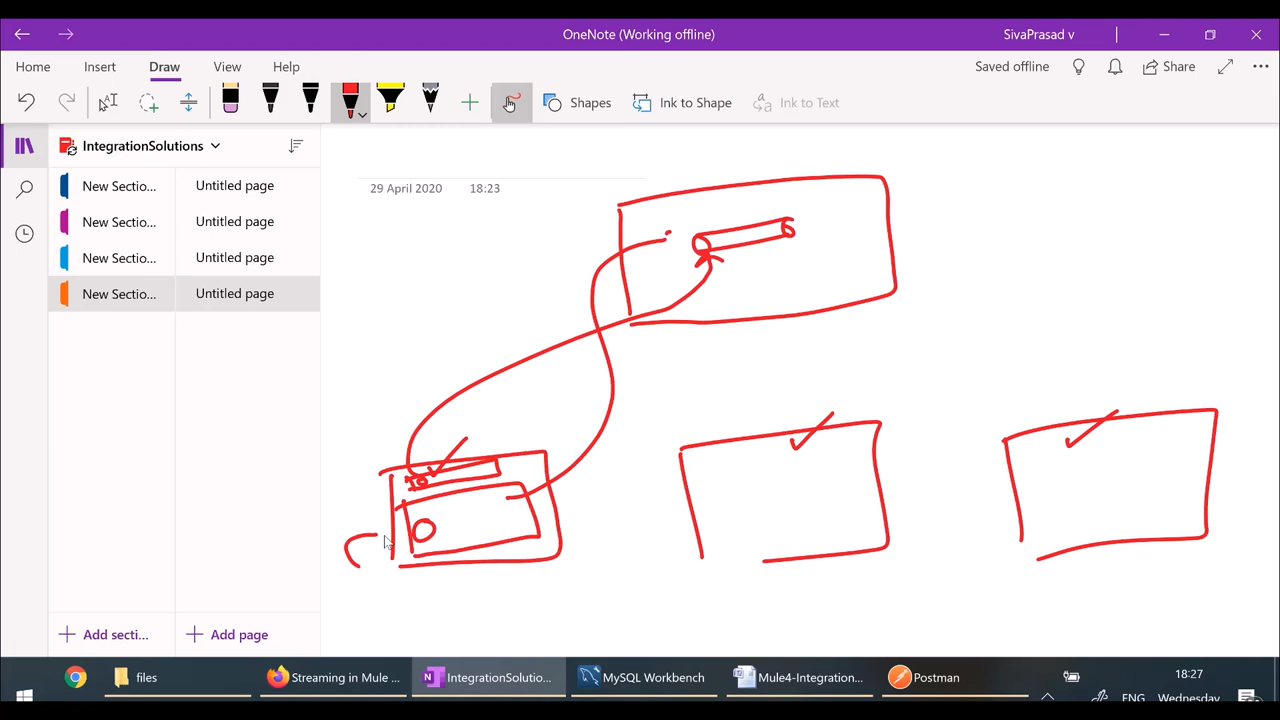 OneNote (Working offline)
SivaPrasad v
Home Insert Draw View Help
Saved offline
Share
Shapes
Ink to Shape
Ink to Text
IntegrationSolutions
New Sectio...
New Sectio...
New Sectio...
New Sectio...
Untitled page
Untitled page
Untitled page
Untitled page
29 April 2020 18:23
Add secti...
Add page
files
Streaming in Mule ...
IntegrationSolutio...
MySQL Workbench
Mule4-Integration...
Postman
ENG
18:27
Wednesday